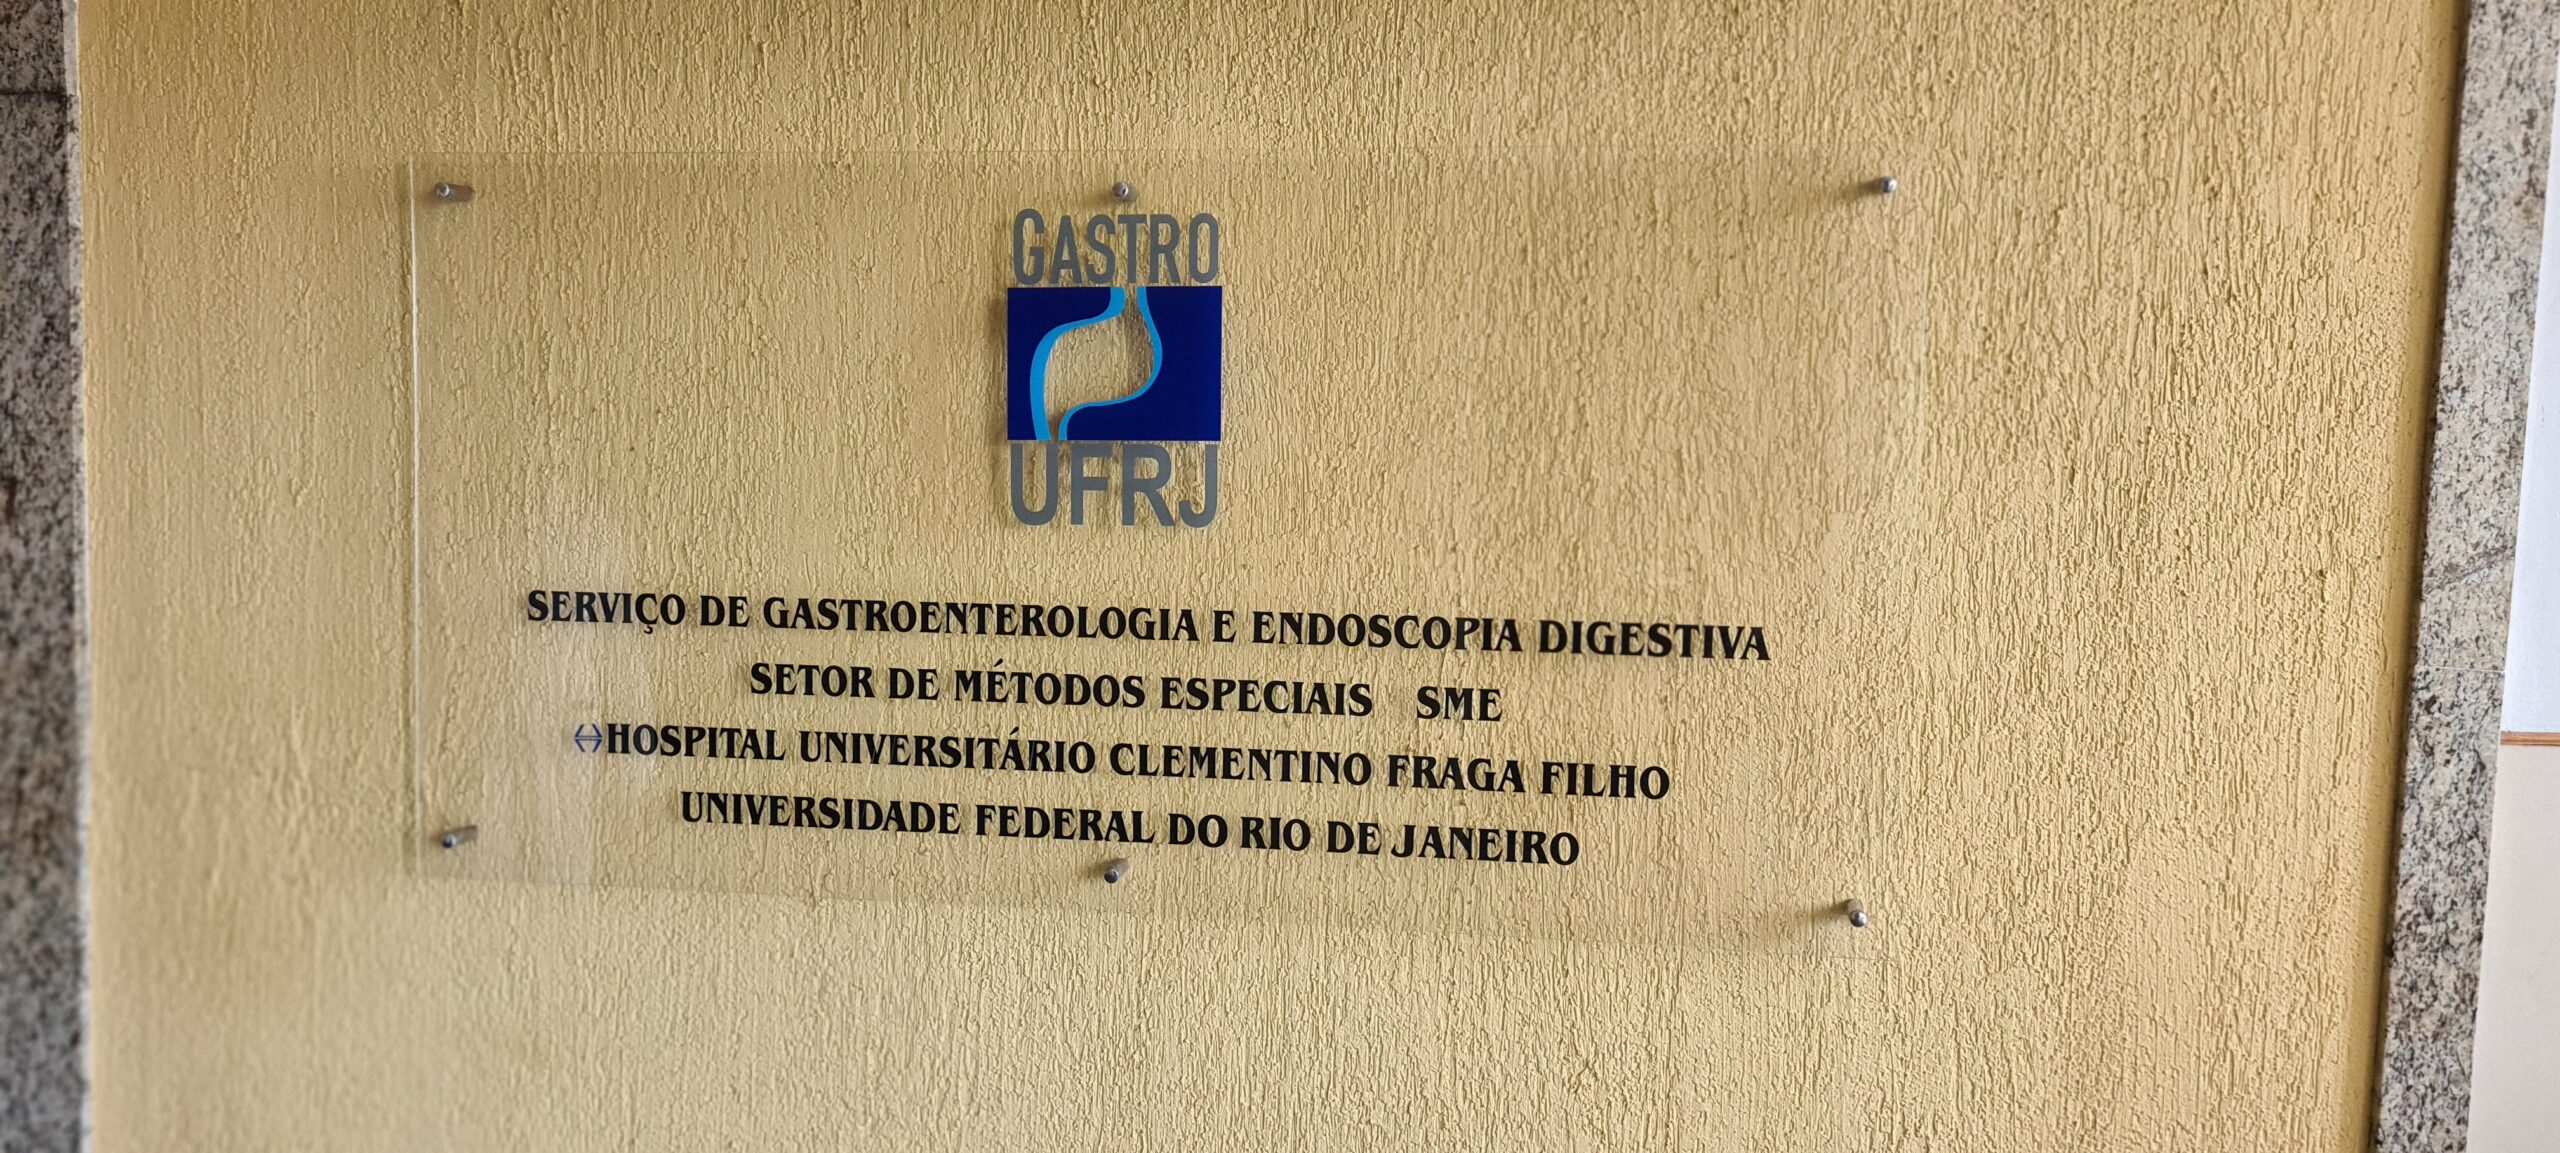 GASTRO
UFRJ
SERVIÇO DE GASTROENTEROLOGIA E ENDOSCOPIA DIGESTIVA
SETOR DE MÉTODOS ESPECIAIS SME
HOSPITAL UNIVERSITÁRIO CLEMENTINO FRAGA FILHO
UNIVERSIDADE FEDERAL DO RIO DE JANEIRO